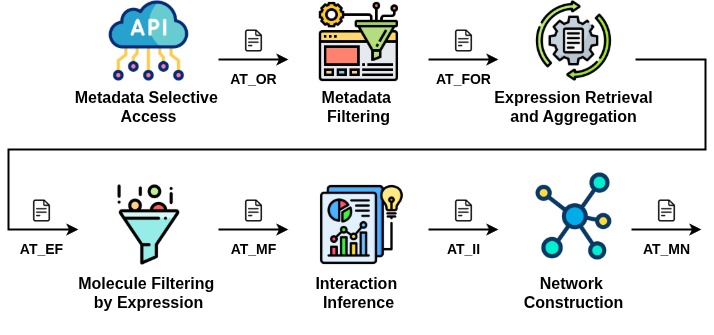 API
AT_OR
AT_FOR
Metadata Selective
Access
Metadata
Filtering
Expression Retrieval
and Aggregation
AT_EF
AT_MF
AT_II
AT_MN
Molecule Filtering
by Expression
Interaction
Inference
Network
Construction